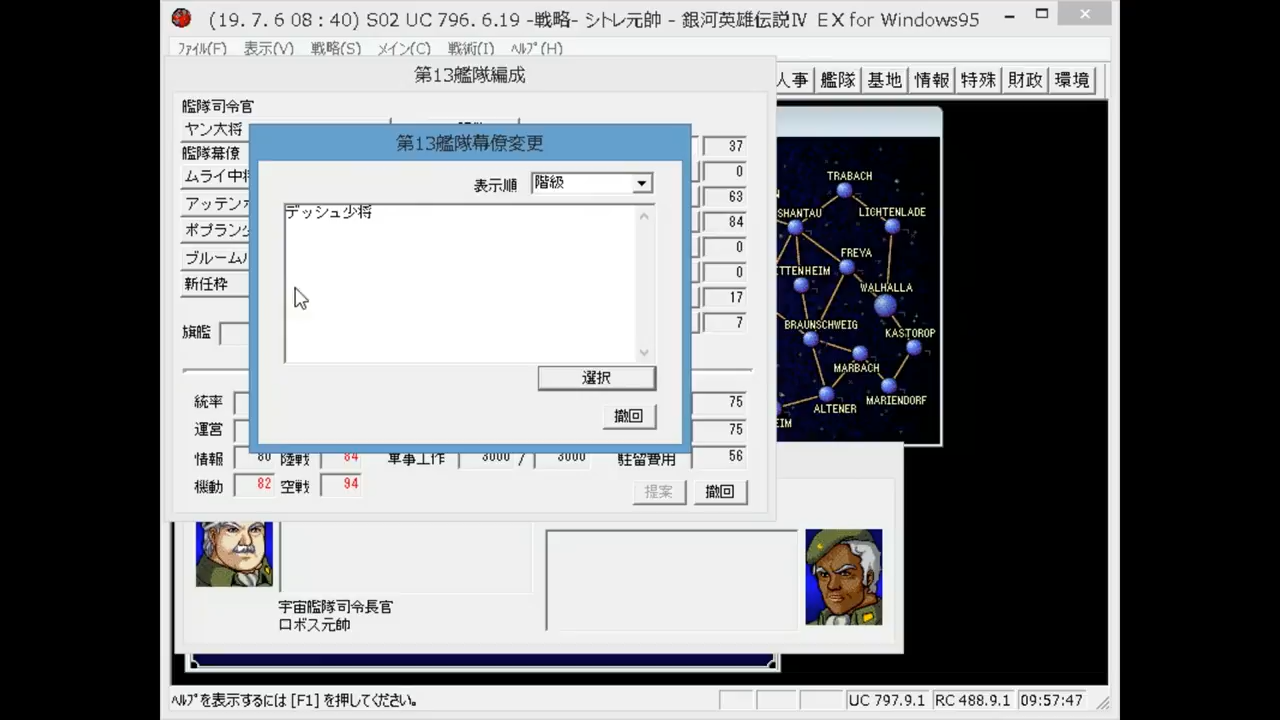 (19. 7. 6 08：40) S02 UC 796. 6.19 -戦略- シトレ元帥 - 銀河英雄伝説Ⅳ EX for Windows95
ﾌｧｲﾙ(F) 表示(V) 戦略(S) メイン(C) 戦術(I) ﾍﾙﾌﾟ(H)
人事 艦隊 基地 情報 特殊 財政 環境
第13艦隊編成
艦隊司令官
ヤン大将
艦隊幕僚
ムライ中将
アッテン
ポプラン
ブルーム
新任枠
旗艦
第13艦隊幕僚変更
表示順 階級
デッシュ少将
選択
撤回
37
0
63
84
0
0
17
7
統率 75
運営 75
情報 80 陸戦 84 軍事工作 3000 / 3000 駐留費用 56
機動 82 空戦 94
提案 撤回
TRABACH
SHANTAU
LICHTENLADE
FREYA
TTENHEIM
WALHALLA
BRAUNSCHWEIG
KASTOROP
MARBACH
MARIENDORF
ALTENER
EIM
宇宙艦隊司令長官
ロボス元帥
ﾍﾙﾌﾟを表示するには [F1] を押してください。
UC 797.9.1 RC 488.9.1 09:57:47